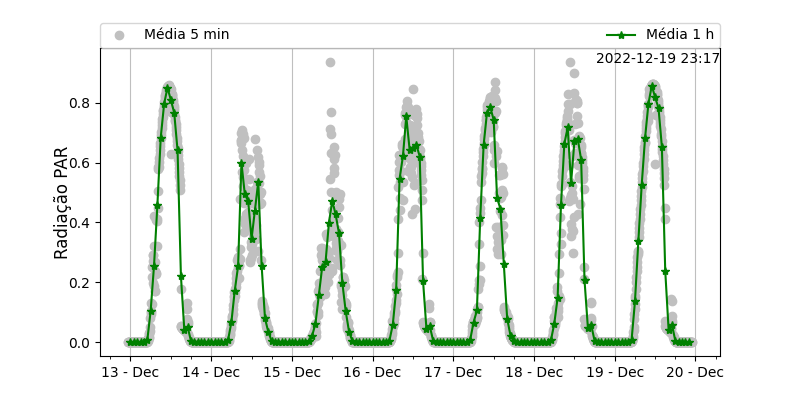 Média 5 min Média 1 h
2022-12-19 23:17
Radiação PAR
0.8
0.6
0.4
0.2
0.0
13 - Dec 14 - Dec 15 - Dec 16 - Dec 17 - Dec 18 - Dec 19 - Dec 20 - Dec